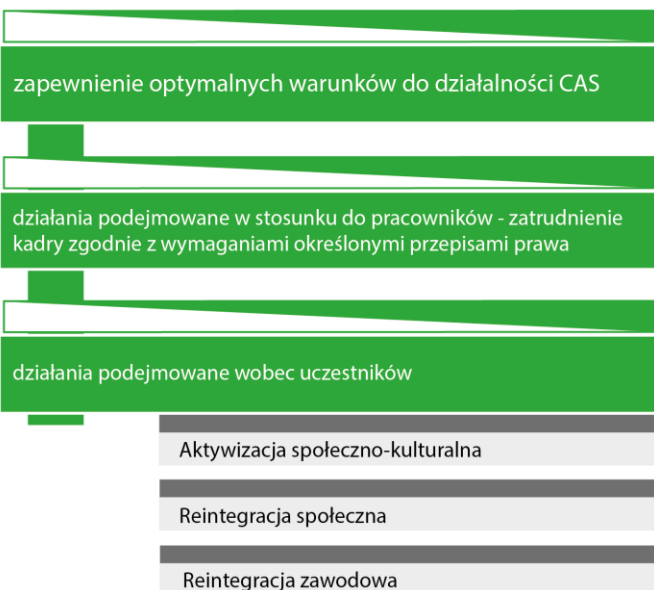 zapewnienie optymalnych warunków do działalności CAS
działania podejmowane w stosunku do pracowników - zatrudnienie
kadry zgodnie z wymaganiami określonymi przepisami prawa
działania podejmowane wobec uczestników
Aktywizacja społeczno-kulturalna
Reintegracja społeczna
Reintegracja zawodowa